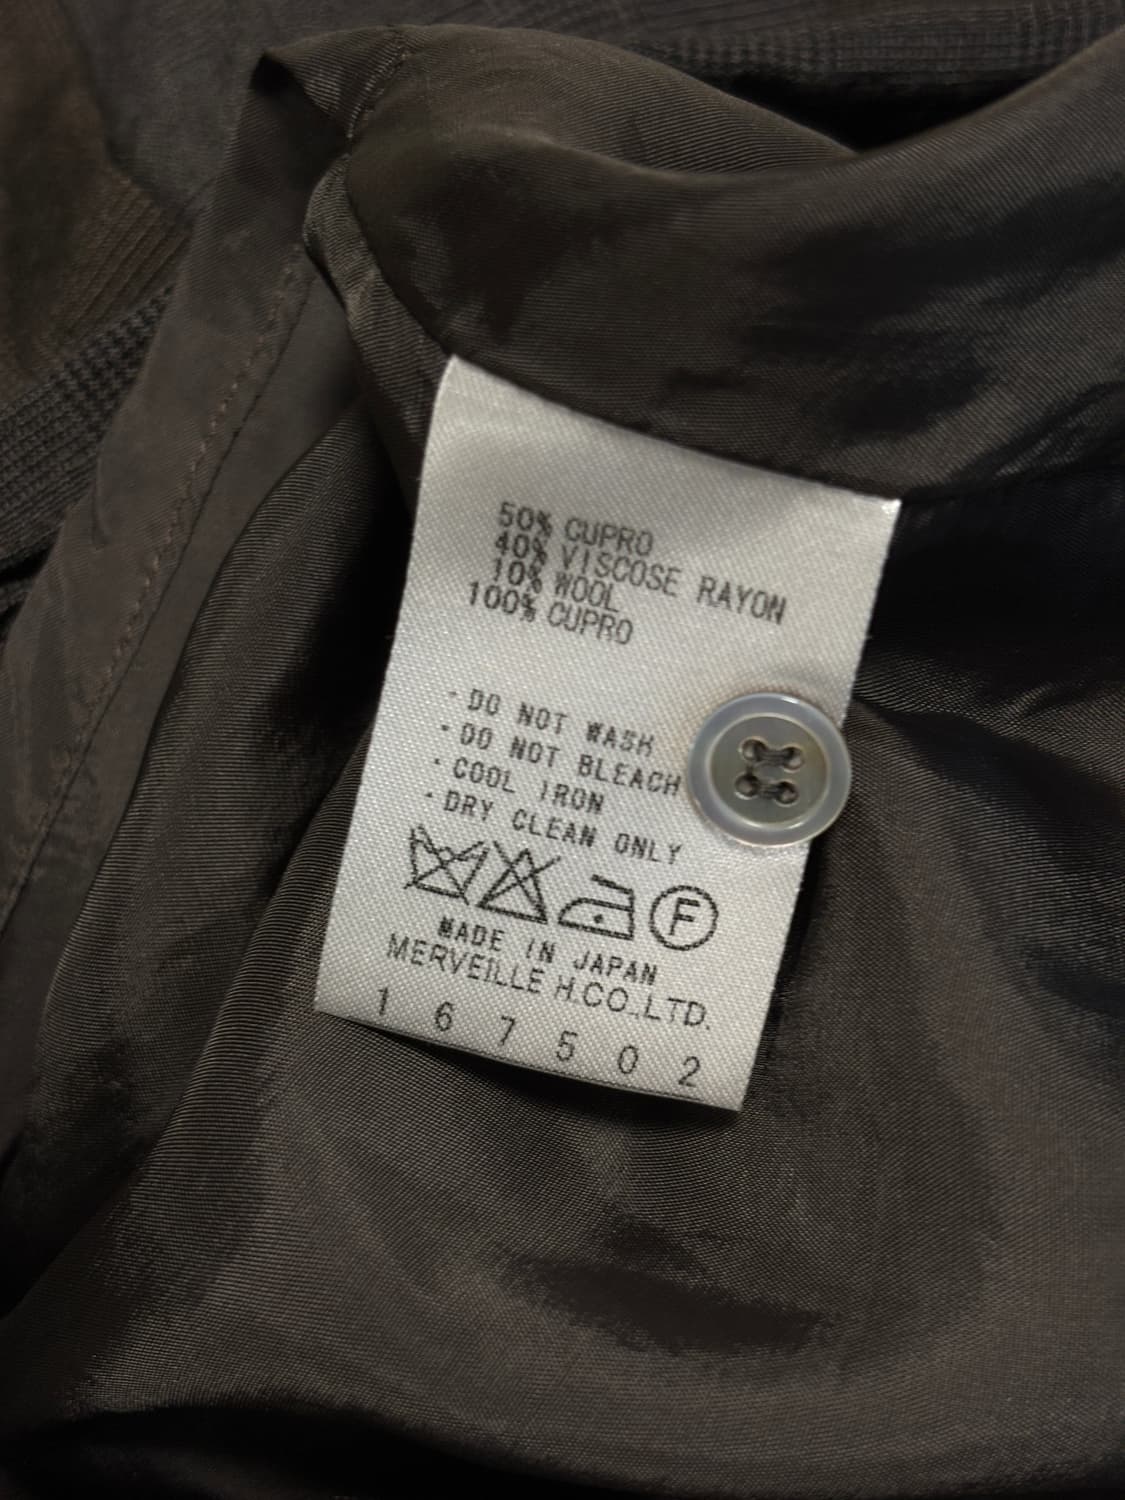 50% CUPRO
40% VISCOSE RAYON
10% WOOL
100% CUPRO
· DO NOT WASH
· DO NOT BLEACH
· COOL IRON
· DRY CLEAN ONLY
F
MADE IN JAPAN
MERVEILLE H.CO.,LTD.
1 6 7 5 0 2